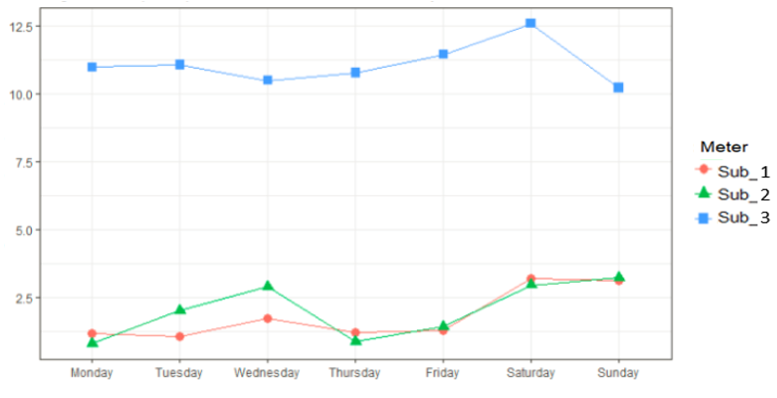 12.5
10.0
7.5
5.0
2.5
Monday Tuesday Wednesday Thursday Friday Saturday Sunday
Meter
Sub_1
Sub_2
Sub_3